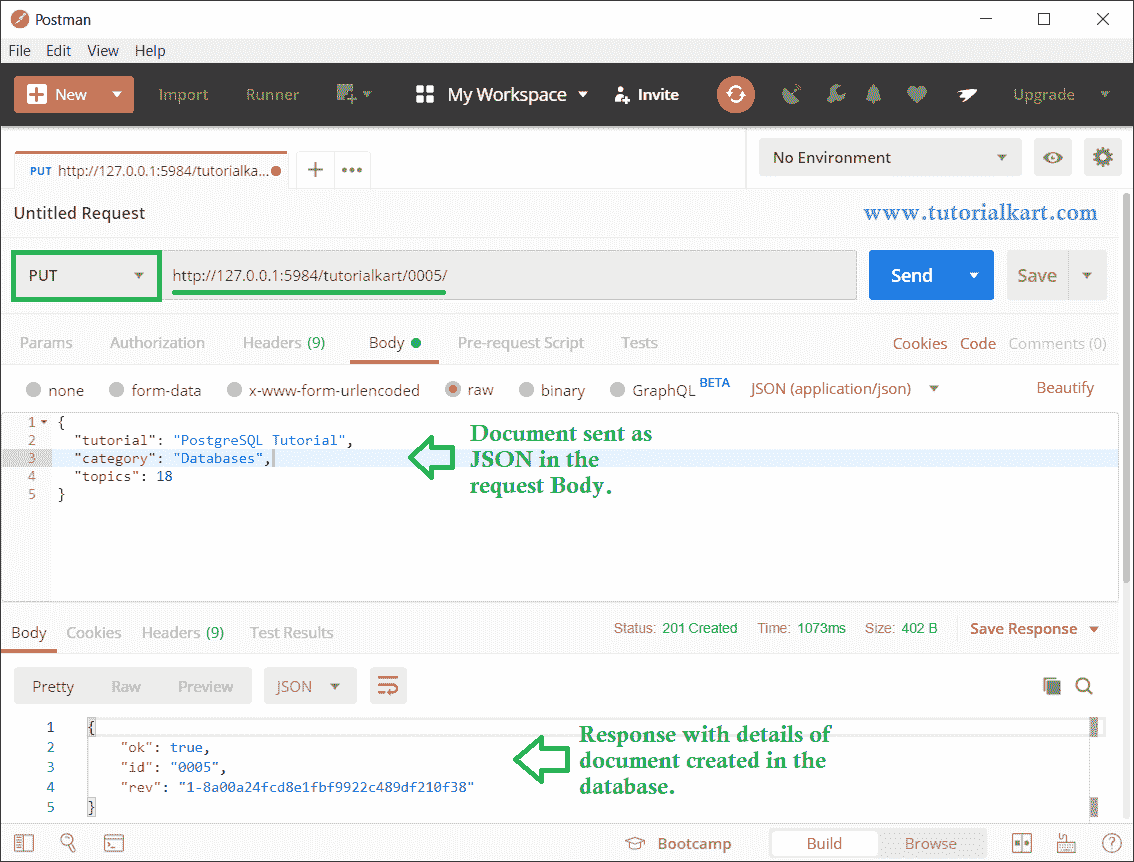 Postman
File Edit View Help
New Import Runner My Workspace Invite Upgrade
PUT http://127.0.0.1:5984/tutorialka... No Environment
Untitled Request www.tutorialkart.com
PUT http://127.0.0.1:5984/tutorialkart/0005/ Send Save
Params Authorization Headers (9) Body Pre-request Script Tests Cookies Code Comments (0)
none form-data x-www-form-urlencoded raw binary GraphQL BETA JSON (application/json) Beautify
1 {
2 "tutorial": "PostgreSQL Tutorial",
3 "category": "Databases",
4 "topics": 18
5 }
Document sent as
JSON in the
request Body.
Body Cookies Headers (9) Test Results Status: 201 Created Time: 1073ms Size: 402 B Save Response
Pretty Raw Preview JSON
1 {
2 "ok": true,
3 "id": "0005",
4 "rev": "1-8a00a24fcd8e1fbf9922c489df210f38"
5 }
Response with details of
document created in the
database.
Bootcamp Build Browse